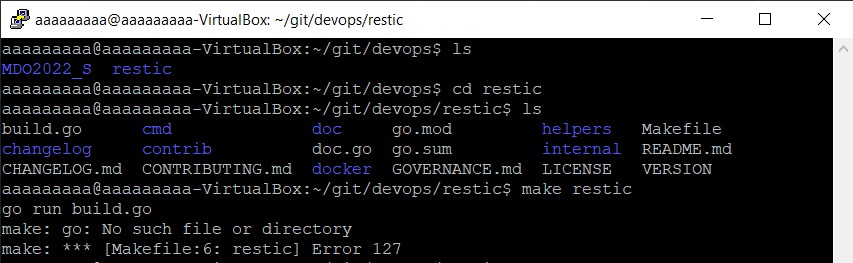 aaaaaaaaa@aaaaaaaaa-VirtualBox: ~/git/devops/restic
aaaaaaaaa@aaaaaaaaa-VirtualBox:~/git/devops$ ls
MDO2022_S  restic
aaaaaaaaa@aaaaaaaaa-VirtualBox:~/git/devops$ cd restic
aaaaaaaaa@aaaaaaaaa-VirtualBox:~/git/devops/restic$ ls
build.go      cmd              doc     go.mod         helpers   Makefile
changelog     contrib          doc.go  go.sum         internal  README.md
CHANGELOG.md  CONTRIBUTING.md  docker  GOVERNANCE.md  LICENSE   VERSION
aaaaaaaaa@aaaaaaaaa-VirtualBox:~/git/devops/restic$ make restic
go run build.go
make: go: No such file or directory
make: *** [Makefile:6: restic] Error 127